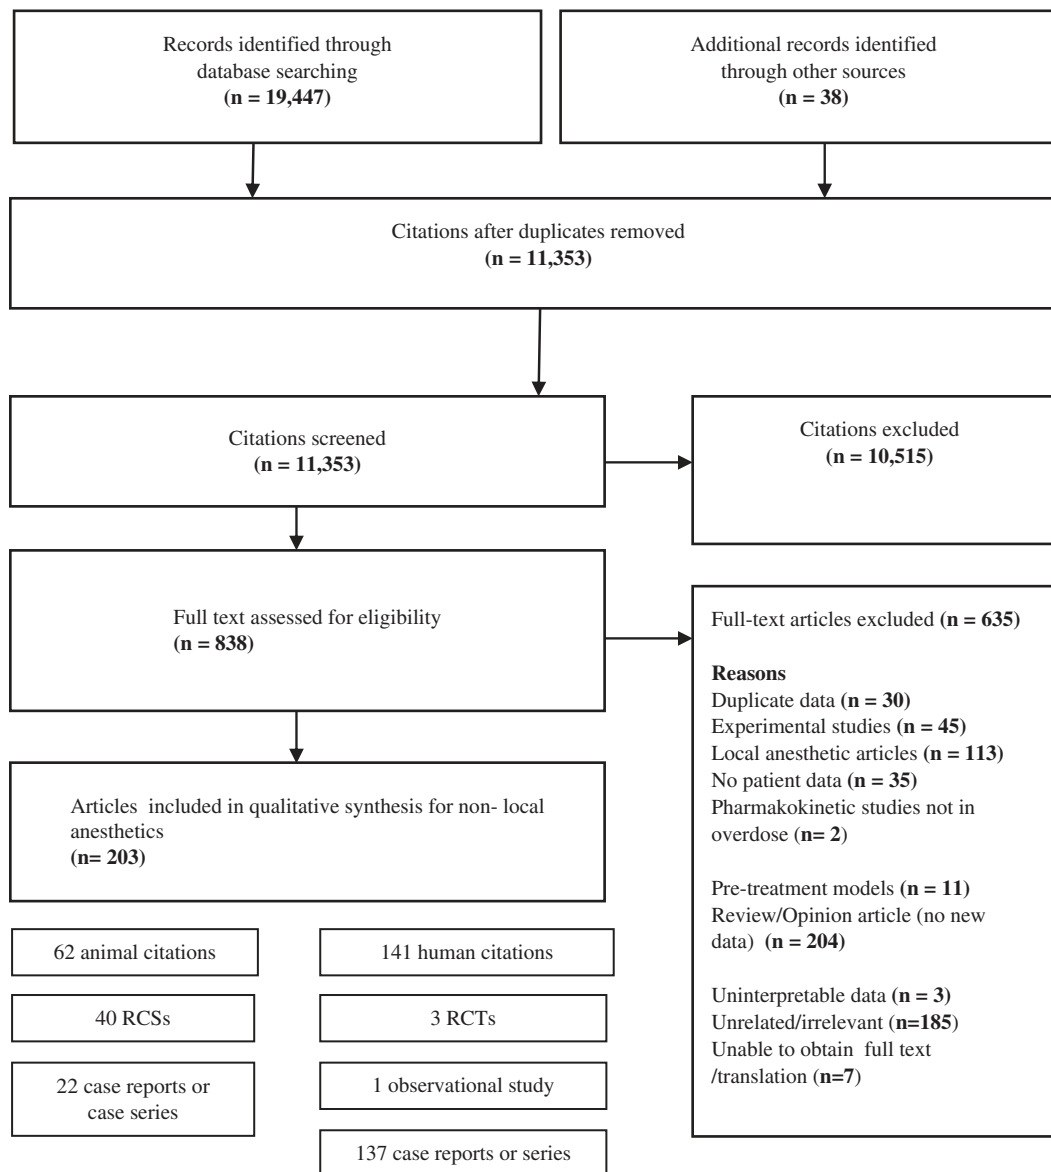 Records identified through
database searching
(n = 19,447)
Additional records identified
through other sources
(n = 38)
Citations after duplicates removed
(n = 11,353)
Citations screened
(n = 11,353)
Citations excluded
(n = 10,515)
Full text assessed for eligibility
(n = 838)
Full-text articles excluded (n = 635)
Reasons
Duplicate data (n = 30)
Experimental studies (n = 45)
Local anesthetic articles (n = 113)
No patient data (n = 35)
Pharmakokinetic studies not in
overdose (n= 2)
Pre-treatment models (n = 11)
Review/Opinion article (no new
data) (n = 204)
Uninterpretable data (n = 3)
Unrelated/irrelevant (n=185)
Unable to obtain full text
/translation (n=7)
Articles included in qualitative synthesis for non- local
anesthetics
(n= 203)
62 animal citations
141 human citations
40 RCSs
3 RCTs
22 case reports or
case series
1 observational study
137 case reports or series